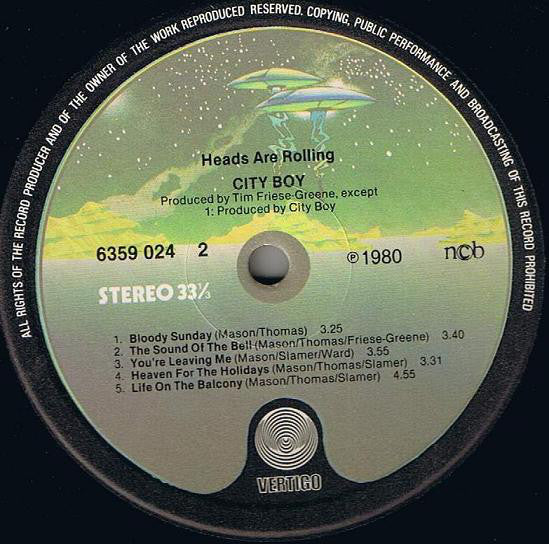 ALL RIGHTS OF THE RECORD PRODUCER AND OF THE OWNER OF THE WORK REPRODUCED RESERVED. COPYING, PUBLIC PERFORMANCE AND BROADCASTING OF THIS RECORD PROHIBITED
Heads Are Rolling
CITY BOY
Produced by Tim Friese-Greene, except
1: Produced by City Boy
6359 024 2 ℗1980 ncb
STEREO 33⅓
1. Bloody Sunday (Mason/Thomas) 3.25
2. The Sound Of The Bell (Mason/Thomas/Friese-Greene) 3.40
3. You're Leaving Me (Mason/Slamer/Ward) 3.55
4. Heaven For The Holidays (Mason/Thomas/Slamer) 3.31
5. Life On The Balcony (Mason/Thomas/Slamer) 4.55
VERTIGO